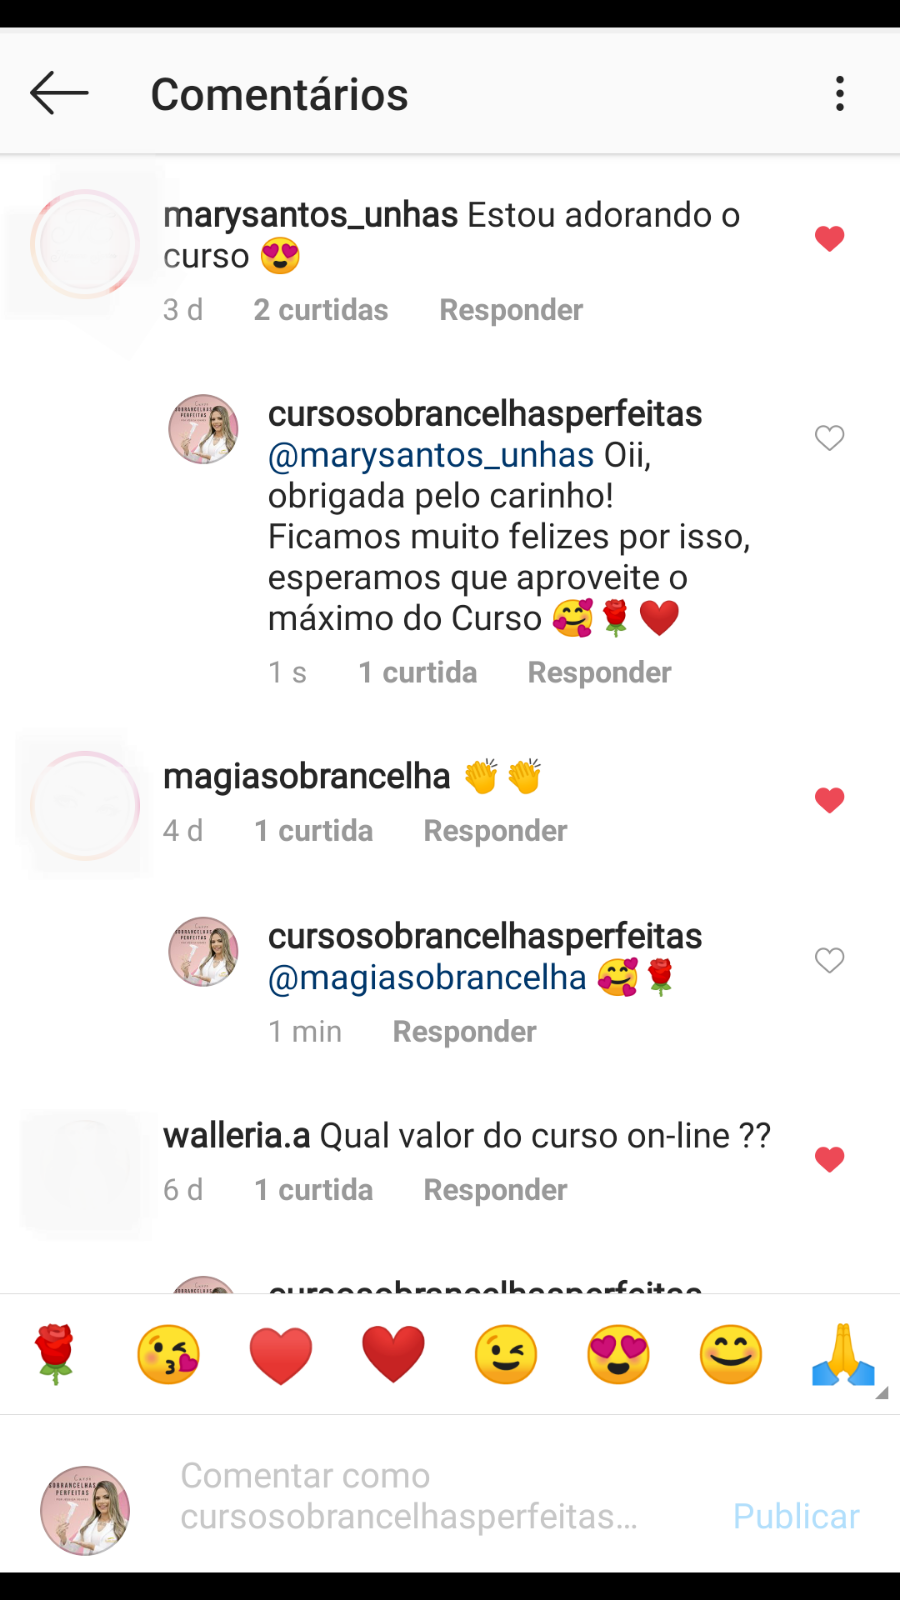 Comentários
marysantos_unhas Estou adorando o
curso 😍
3 d 2 curtidas Responder
cursosobrancelhasperfeitas
@marysantos_unhas Oii,
obrigada pelo carinho!
Ficamos muito felizes por isso,
esperamos que aproveite o
máximo do Curso 🥰🌹❤️
1 s 1 curtida Responder
magiasobrancelha 👏👏
4 d 1 curtida Responder
cursosobrancelhasperfeitas
@magiasobrancelha 🥰🌹
1 min Responder
walleria.a Qual valor do curso on-line ??
6 d 1 curtida Responder
cursosobrancelhasperfeitas
Comentar como
cursosobrancelhasperfeitas...
Publicar